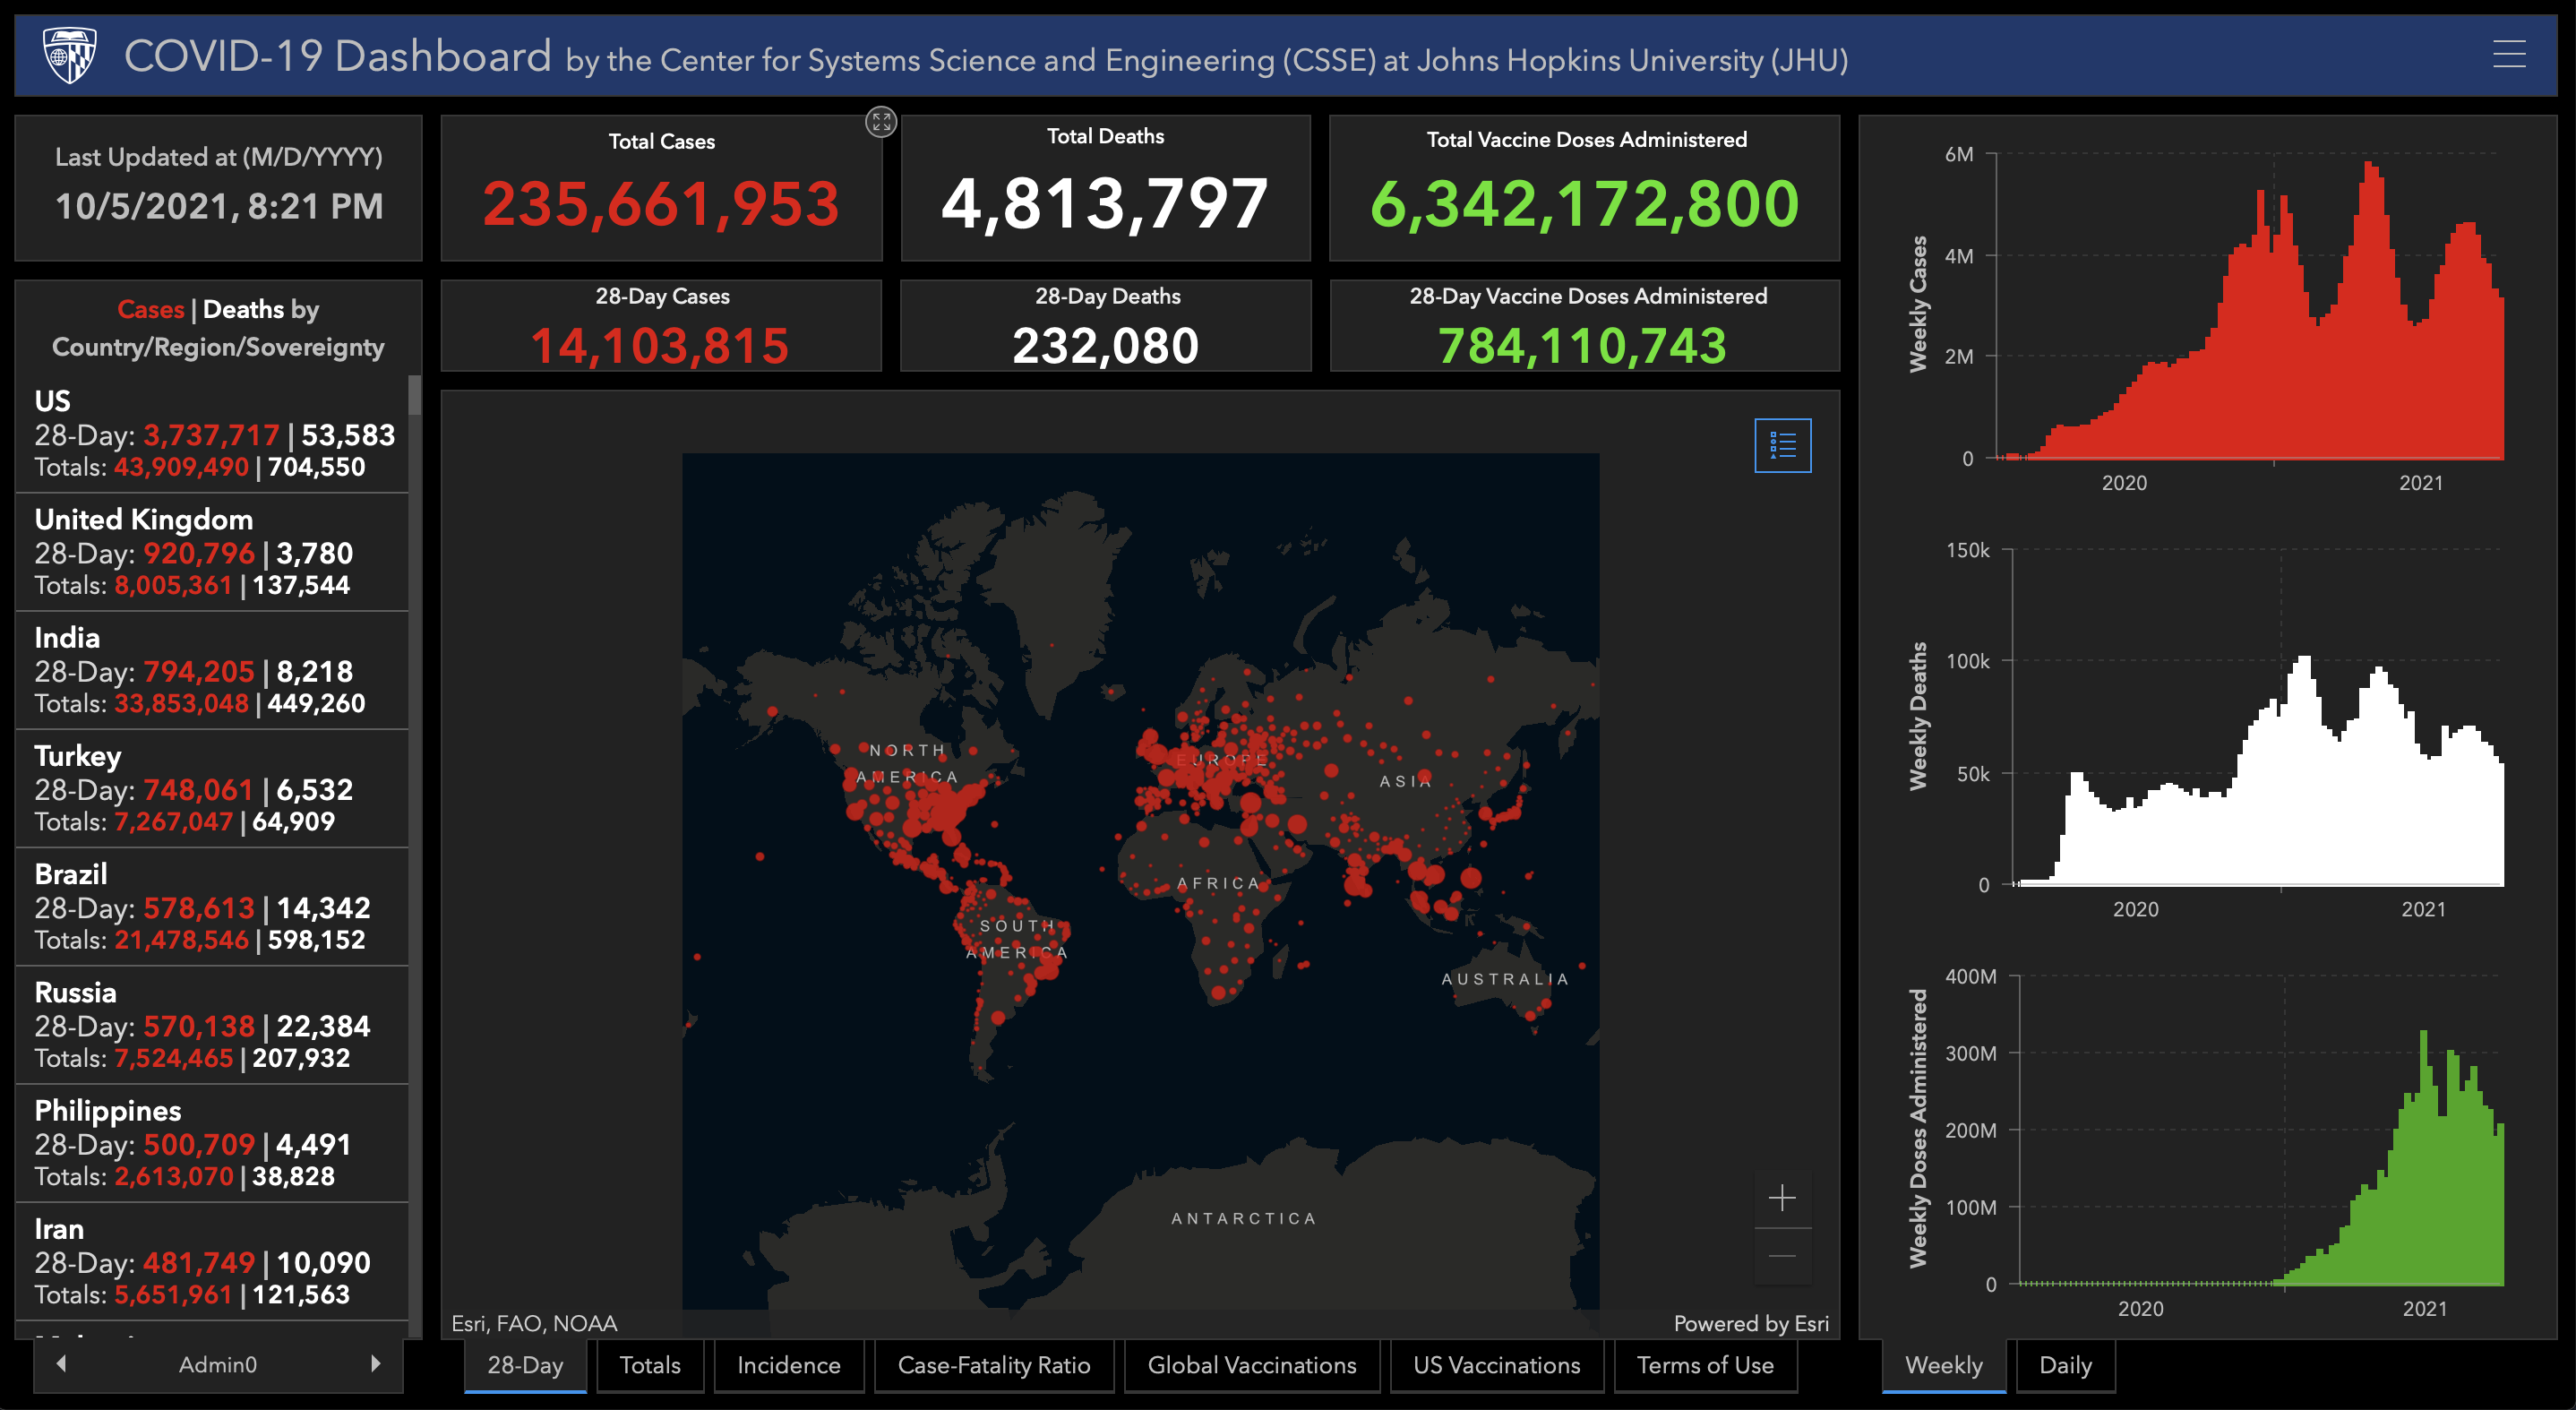 COVID-19 Dashboard by the Center for Systems Science and Engineering (CSSE) at Johns Hopkins University (JHU)
Last Updated at (M/D/YYYY)
10/5/2021, 8:21 PM
Total Cases
235,661,953
Total Deaths
4,813,797
Total Vaccine Doses Administered
6,342,172,800
28-Day Cases
14,103,815
28-Day Deaths
232,080
28-Day Vaccine Doses Administered
784,110,743
Cases | Deaths by
Country/Region/Sovereignty
US
28-Day: 3,737,717 | 53,583
Totals: 43,909,490 | 704,550
United Kingdom
28-Day: 920,796 | 3,780
Totals: 8,005,361 | 137,544
India
28-Day: 794,205 | 8,218
Totals: 33,853,048 | 449,260
Turkey
28-Day: 748,061 | 6,532
Totals: 7,267,047 | 64,909
Brazil
28-Day: 578,613 | 14,342
Totals: 21,478,546 | 598,152
Russia
28-Day: 570,138 | 22,384
Totals: 7,524,465 | 207,932
Philippines
28-Day: 500,709 | 4,491
Totals: 2,613,070 | 38,828
Iran
28-Day: 481,749 | 10,090
Totals: 5,651,961 | 121,563
Admin0
NORTH
AMERICA
EUROPE
ASIA
AFRICA
SOUTH
AMERICA
AUSTRALIA
ANTARCTICA
Esri, FAO, NOAA
Powered by Esri
28-Day
Totals
Incidence
Case-Fatality Ratio
Global Vaccinations
US Vaccinations
Terms of Use
Weekly Cases
6M
4M
2M
0
2020
2021
Weekly Deaths
150k
100k
50k
0
2020
2021
Weekly Doses Administered
400M
300M
200M
100M
0
2020
2021
Weekly
Daily